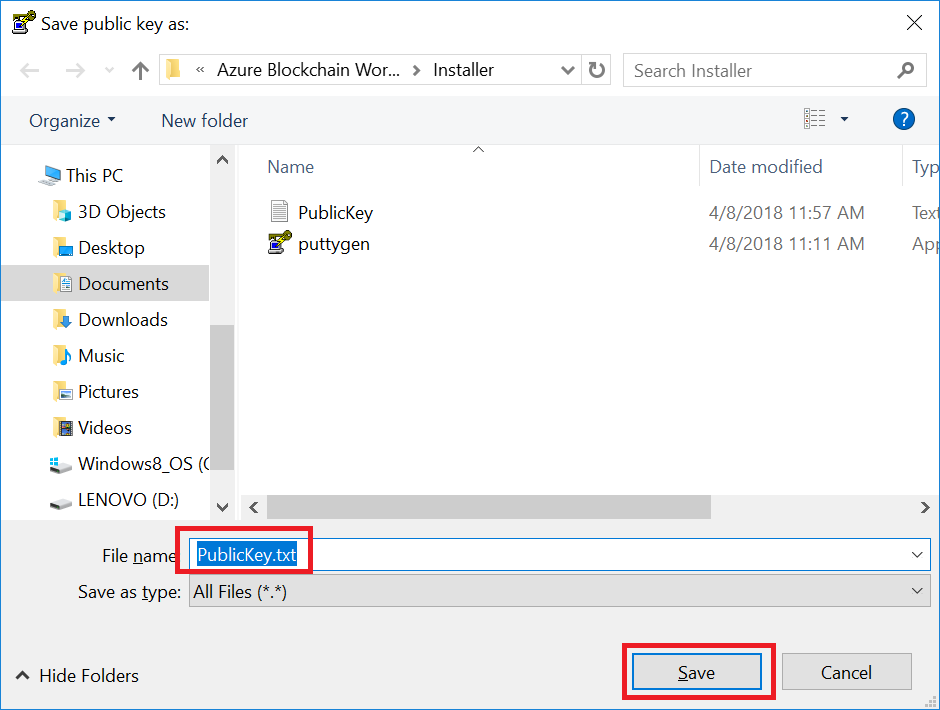 Save public key as:
« Azure Blockchain Wor... > Installer
Search Installer
Organize
New folder
?
Name
Date modified
Typ
This PC
3D Objects
Desktop
Documents
Downloads
Music
Pictures
Videos
Windows8_OS (C
LENOVO (D:)
PublicKey
4/8/2018 11:57 AM
Text
puttygen
4/8/2018 11:11 AM
App
File name
PublicKey.txt
Save as type:
All Files (*.*)
Hide Folders
Save
Cancel